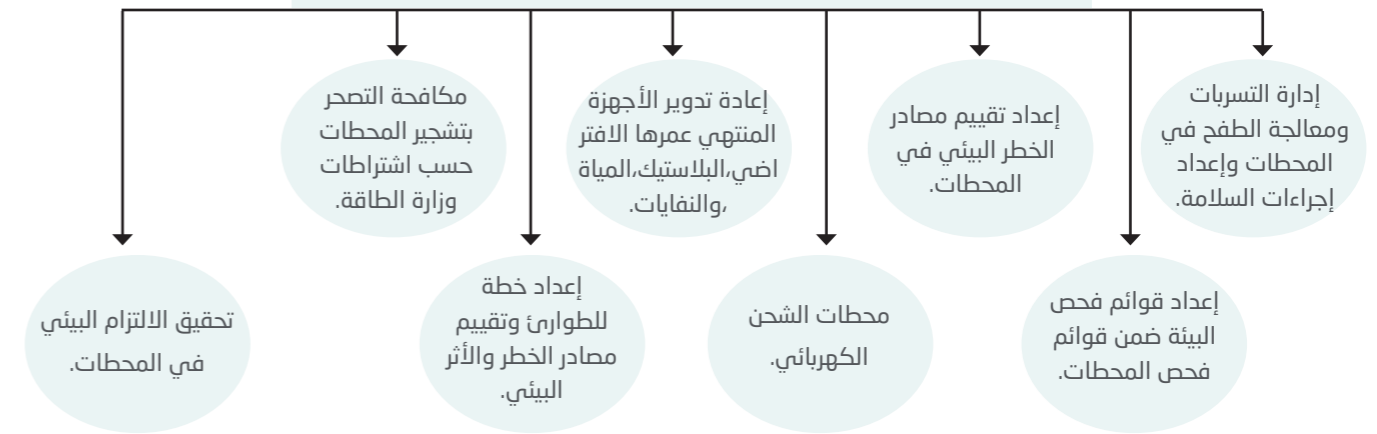 إدارة التسربات
ومعالجة الطفح في
المحطات وإعداد
إجراءات السلامة.
إعداد تقييم مصادر
الخطر البيئي في
المحطات.
إعادة تدوير الأجهزة
المنتهي عمرها الافتر
اضي،البلاستيك،المياة
،والنفايات.
مكافحة التصحر
بتشجير المحطات
حسب اشتراطات
وزارة الطاقة.
إعداد قوائم فحص
البيئة ضمن قوائم
فحص المحطات.
محطات الشحن
الكهربائي.
إعداد خطة
للطوارئ وتقييم
مصادر الخطر والأثر
البيئي.
تحقيق الالتزام البيئي
في المحطات.